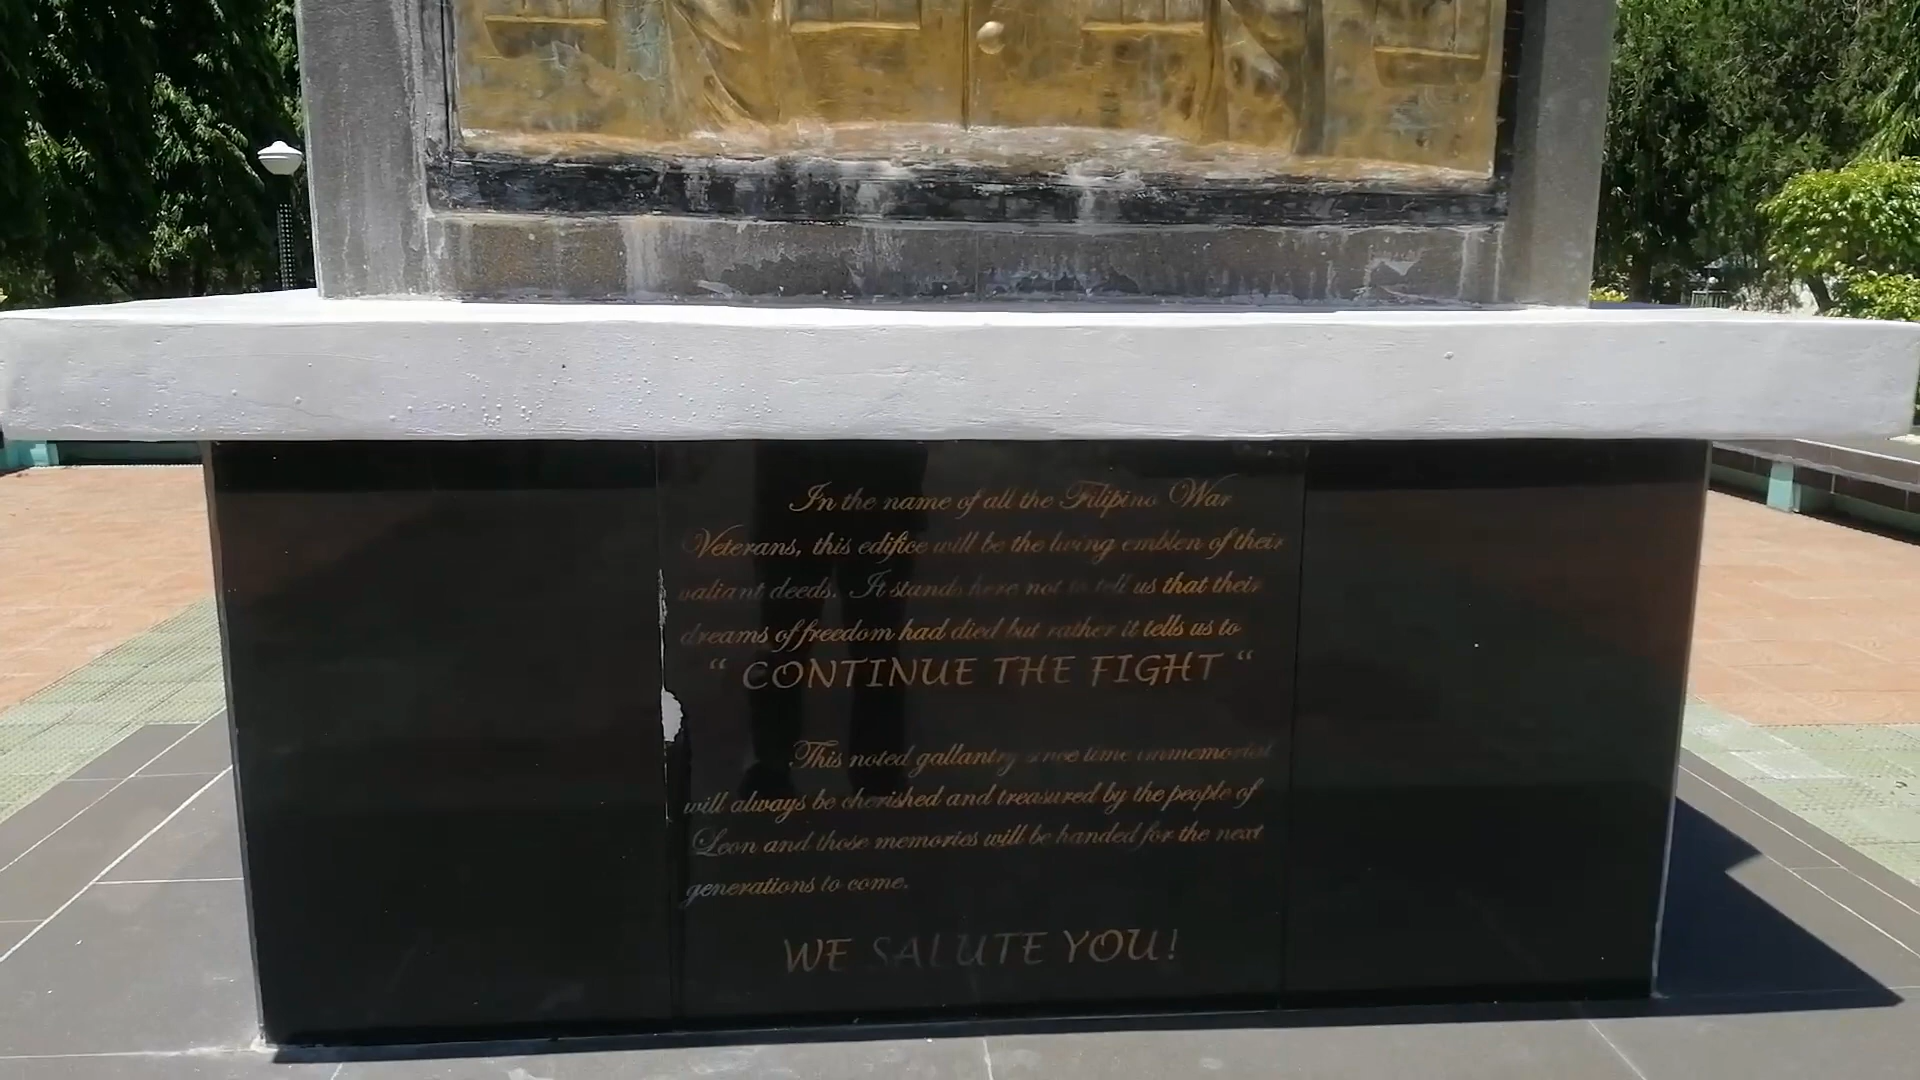 In the name of all the Filipino War
Veterans, this edifice will be the living emblen of their
valiant deeds. It stands here not to tell us that their
dreams of freedom had died but rather it tells us to
“ CONTINUE THE FIGHT “
This noted gallantry since time immemorial
will always be cherished and treasured by the people of
Leon and those memories will be handed for the next
generations to come.
WE SALUTE YOU!